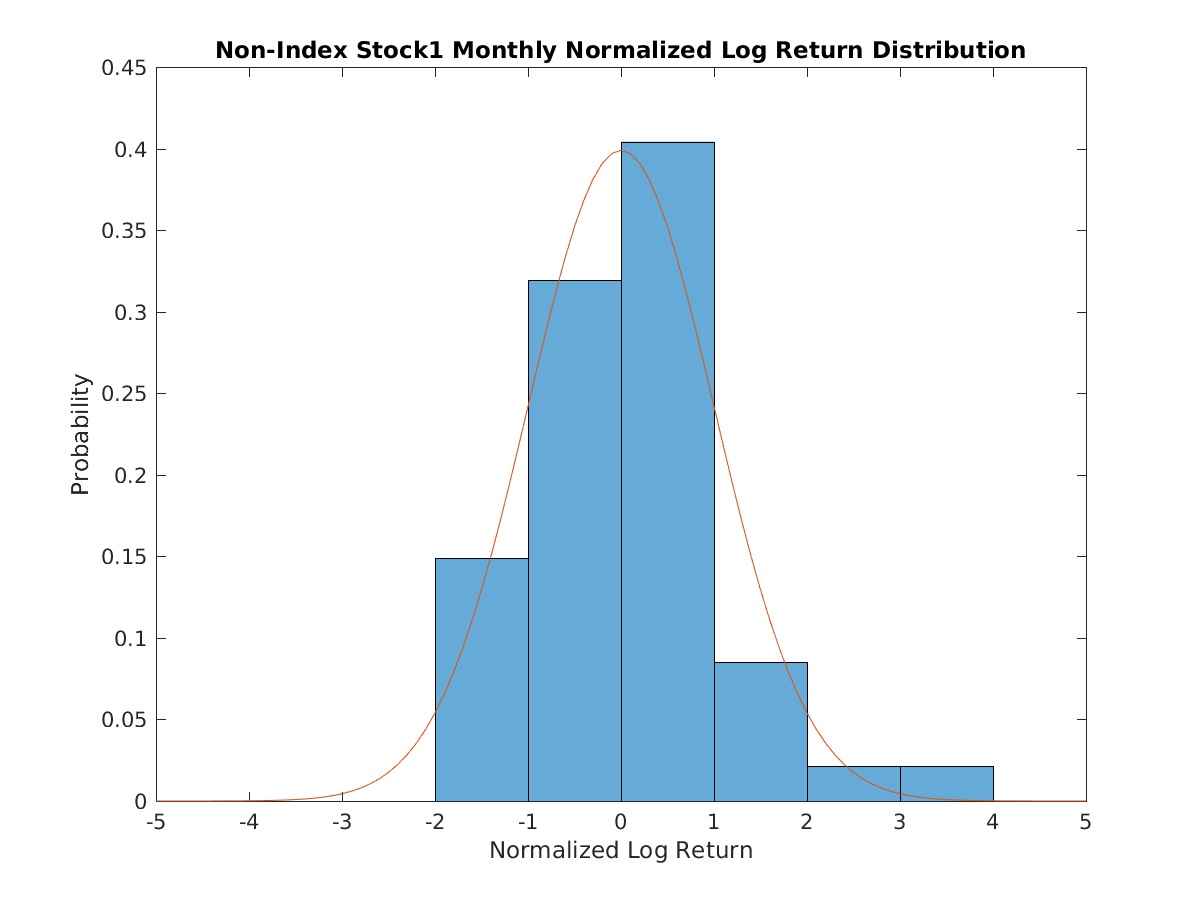 Non-Index Stock1 Monthly Normalized Log Return Distribution
0.45
0.4
0.35
0.3
0.25
0.2
0.15
0.1
0.05
0
Probability
-5 -4 -3 -2 -1 0 1 2 3 4 5
Normalized Log Return